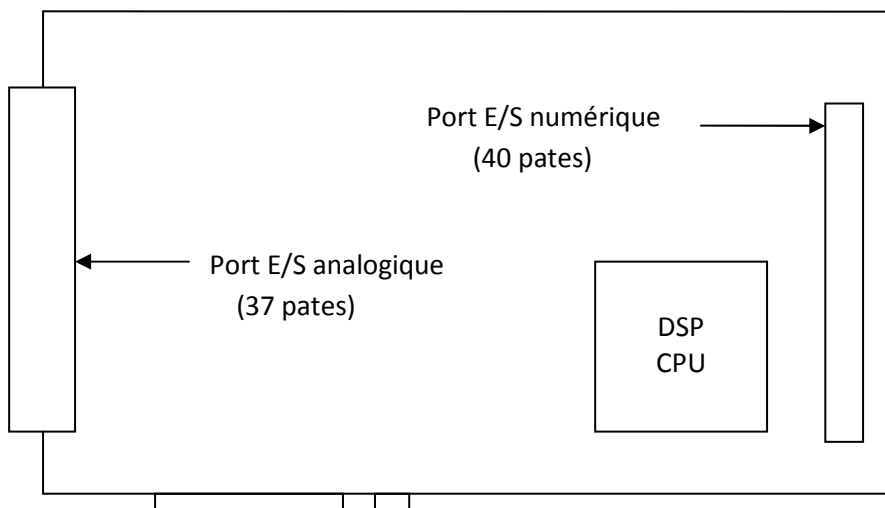 Port E/S numérique
(40 pates)
Port E/S analogique
(37 pates)
DSP
CPU